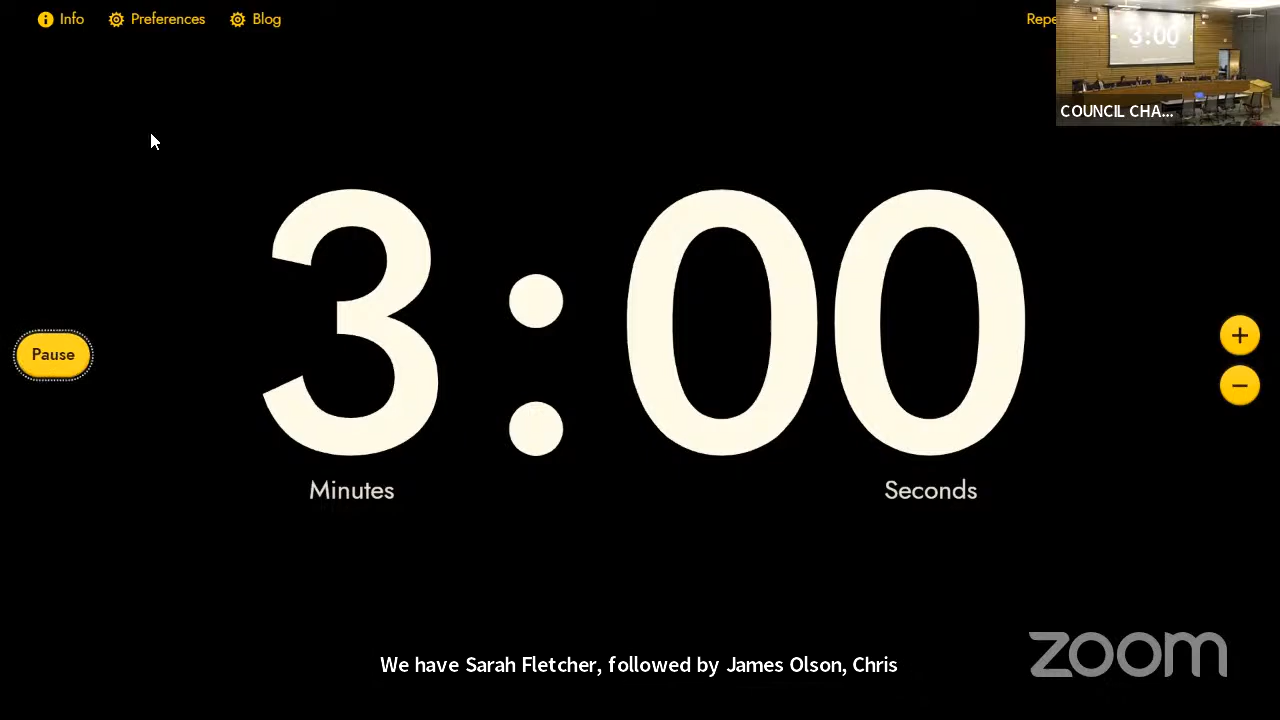 Info Preferences Blog
Repe
3:00
COUNCIL CHA...
Pause
3:00
+
−
Minutes Seconds
We have Sarah Fletcher, followed by James Olson, Chris
zoom